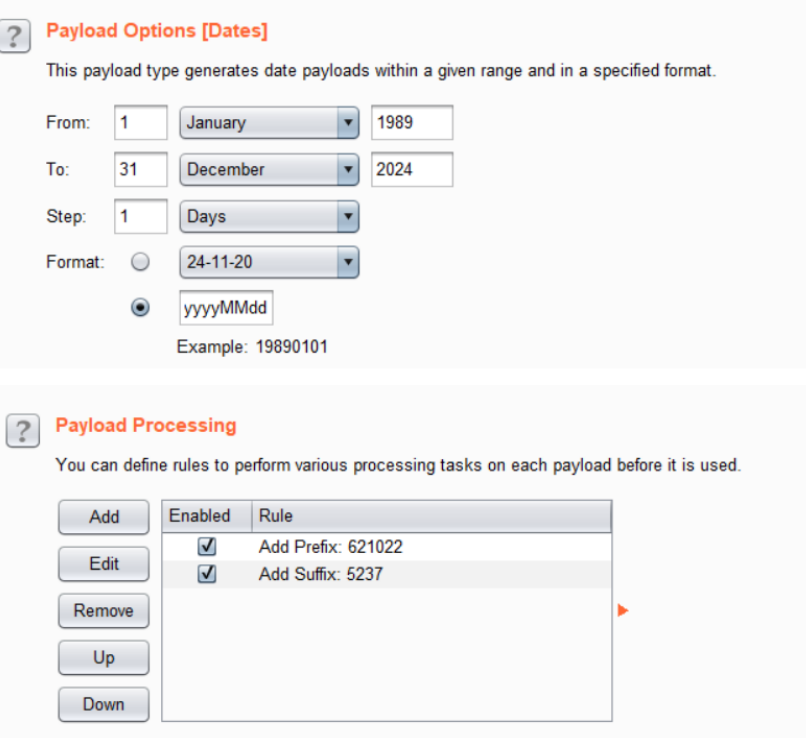 ?
Payload Options [Dates]
This payload type generates date payloads within a given range and in a specified format.
From: 1 January 1989
To: 31 December 2024
Step: 1 Days
Format: 24-11-20
yyyyMMdd
Example: 19890101
?
Payload Processing
You can define rules to perform various processing tasks on each payload before it is used.
Add
Enabled Rule
Add Prefix: 621022
Edit
Add Suffix: 5237
Remove
Up
Down